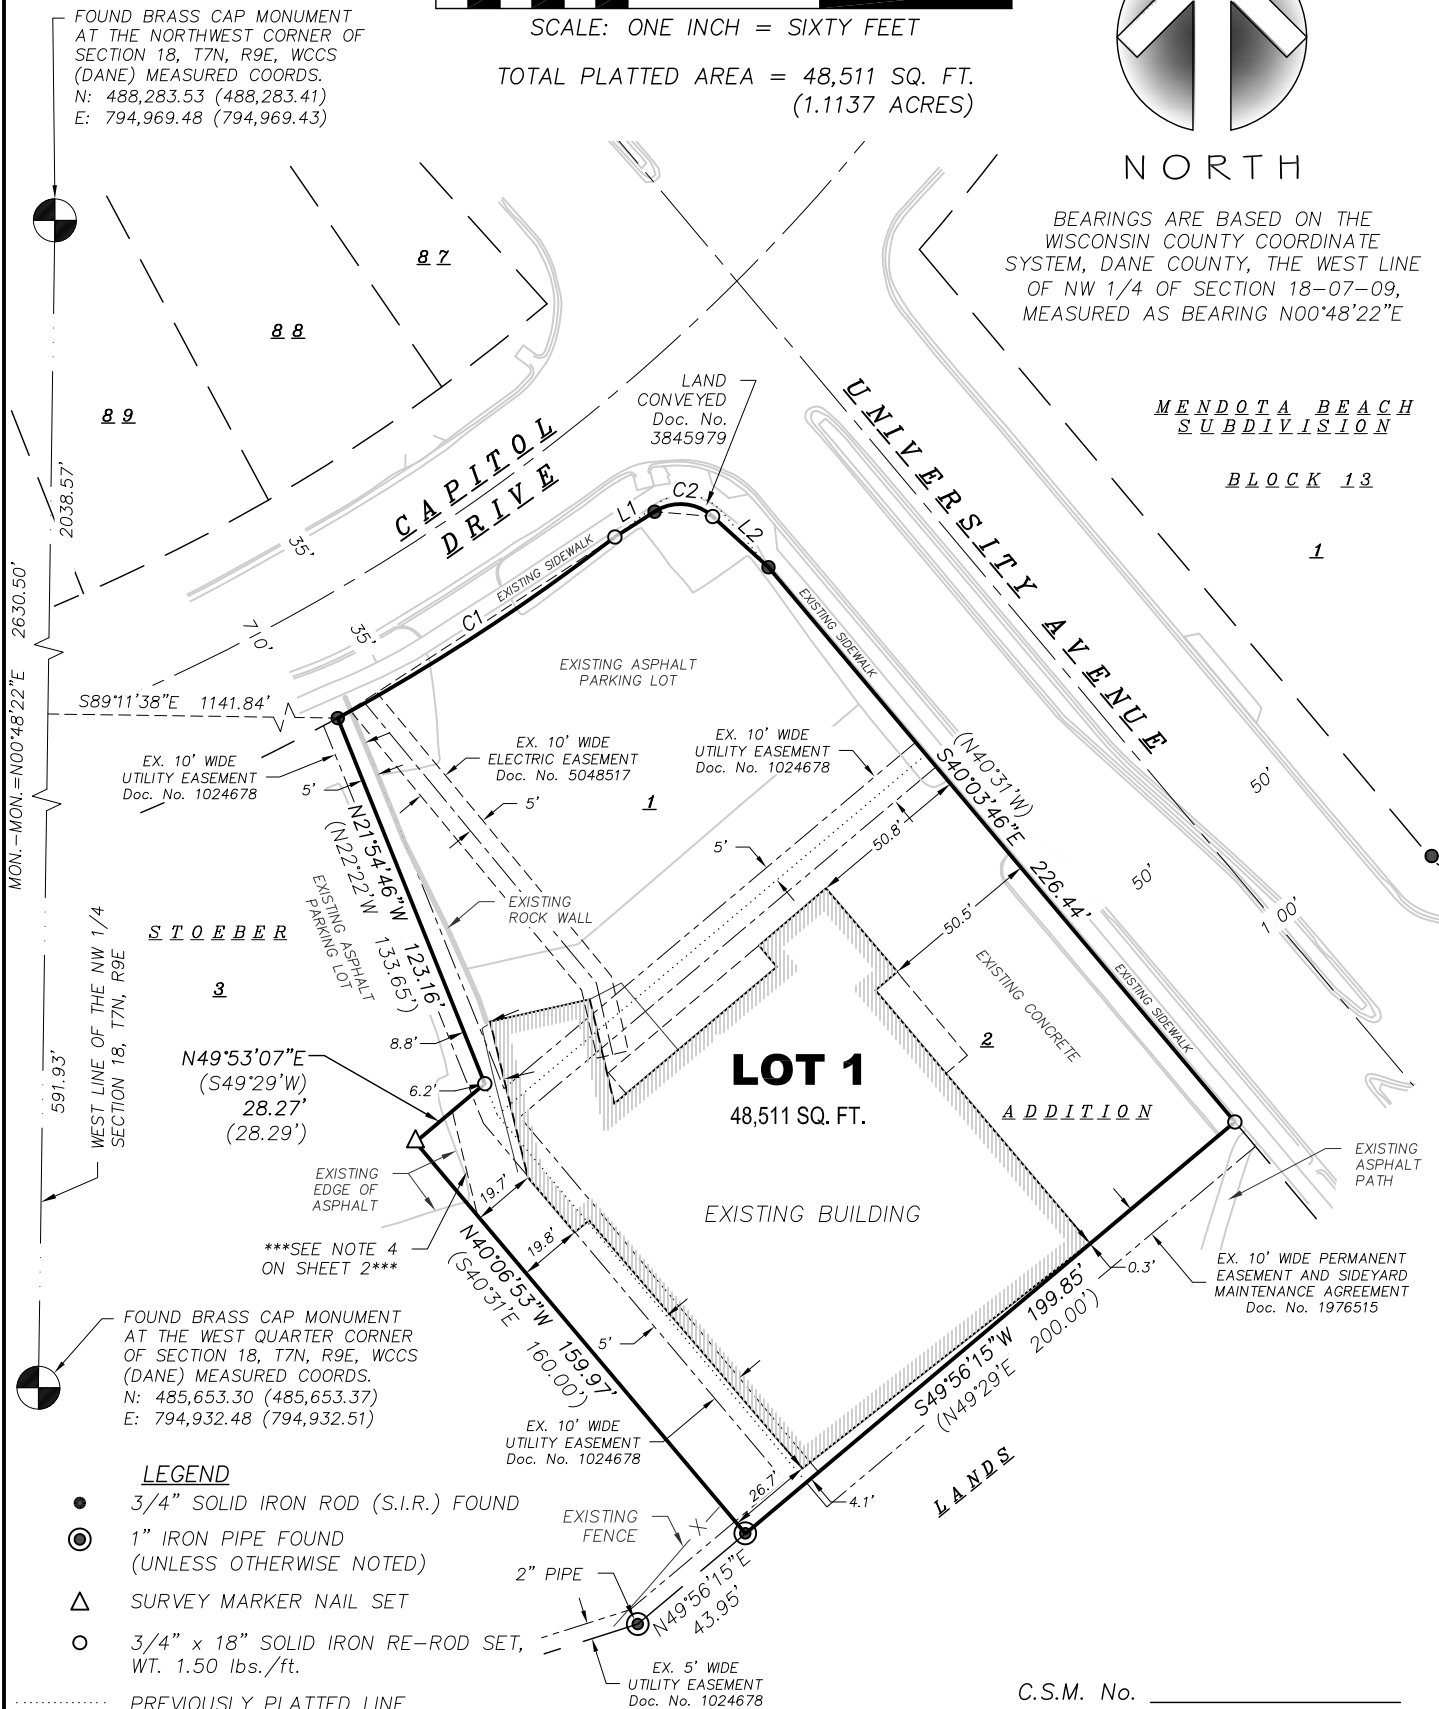 FOUND BRASS CAP MONUMENT
AT THE NORTHWEST CORNER OF
SECTION 18, T7N, R9E, WCCS
(DANE) MEASURED COORDS.
N: 488,283.53 (488,283.41)
E: 794,969.48 (794,969.43)
SCALE: ONE INCH = SIXTY FEET
TOTAL PLATTED AREA = 48,511 SQ. FT.
(1.1137 ACRES)
NORTH
BEARINGS ARE BASED ON THE
WISCONSIN COUNTY COORDINATE
SYSTEM, DANE COUNTY, THE WEST LINE
OF NW 1/4 OF SECTION 18-07-09,
MEASURED AS BEARING N00°48'22"E
87
88
89
LAND
CONVEYED
Doc. No.
3845979
CAPITOL
DRIVE
UNIVERSITY AVENUE
MENDOTA BEACH
SUBDIVISION
BLOCK 13
1
2038.57'
MON.-MON.=N00°48'22"E 2630.50'
35'
35'
710'
C1
L1
C2
L2
EXISTING SIDEWALK
EXISTING SIDEWALK
EXISTING ASPHALT
PARKING LOT
S89°11'38"E 1141.84'
EX. 10' WIDE
UTILITY EASEMENT
Doc. No. 1024678
5'
EX. 10' WIDE
ELECTRIC EASEMENT
Doc. No. 5048517
5'
EX. 10' WIDE
UTILITY EASEMENT
Doc. No. 1024678
1
5'
(N40°31'W)
S40°03'46"E 226.44'
50'
50'
1 00'
50.8'
50.5'
N21°54'46"W 123.16'
(N22°22'W 133.65')
EXISTING ASPHALT
PARKING LOT
EXISTING
ROCK WALL
STOEBER
3
WEST LINE OF THE NW 1/4
SECTION 18, T7N, R9E
591.93'
8.8'
6.2'
N49°53'07"E
(S49°29'W)
28.27'
(28.29')
EXISTING CONCRETE
EXISTING SIDEWALK
2
ADDITION
LOT 1
48,511 SQ. FT.
EXISTING BUILDING
EXISTING
EDGE OF
ASPHALT
***SEE NOTE 4
ON SHEET 2***
19.7'
19.8'
N40°06'53"W 159.97'
(S40°31'E 160.00')
5'
EXISTING
ASPHALT
PATH
0.3'
EX. 10' WIDE PERMANENT
EASEMENT AND SIDEYARD
MAINTENANCE AGREEMENT
Doc. No. 1976515
S49°56'15"W 199.85'
(N49°29'E 200.00')
FOUND BRASS CAP MONUMENT
AT THE WEST QUARTER CORNER
OF SECTION 18, T7N, R9E, WCCS
(DANE) MEASURED COORDS.
N: 485,653.30 (485,653.37)
E: 794,932.48 (794,932.51)
EX. 10' WIDE
UTILITY EASEMENT
Doc. No. 1024678
26.7'
4.1'
LANDS
EXISTING
FENCE
X
2" PIPE
N49°56'15"E
43.95'
EX. 5' WIDE
UTILITY EASEMENT
Doc. No. 1024678
LEGEND
3/4" SOLID IRON ROD (S.I.R.) FOUND
1" IRON PIPE FOUND
(UNLESS OTHERWISE NOTED)
SURVEY MARKER NAIL SET
3/4" x 18" SOLID IRON RE-ROD SET,
WT. 1.50 lbs./ft.
PREVIOUSLY PLATTED LINE
C.S.M. No.